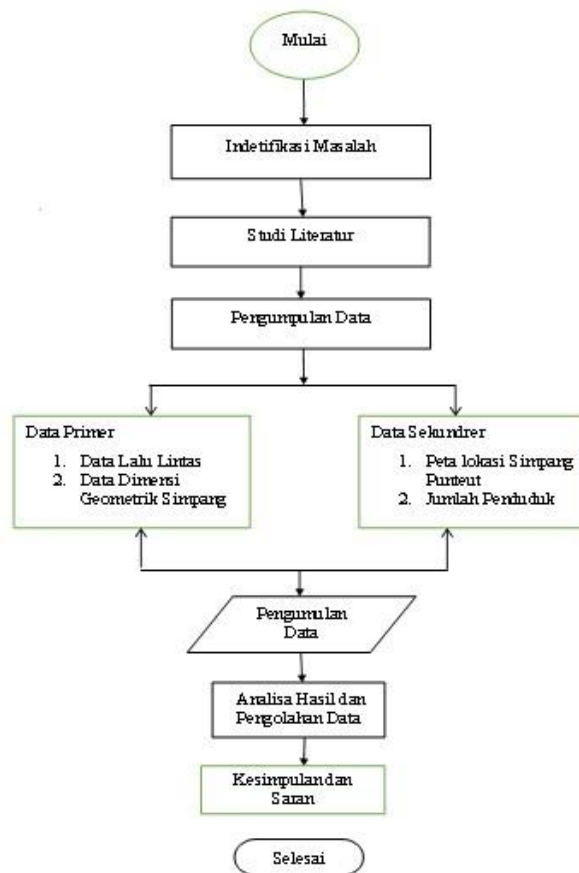 Mulai
Indetifikasi Masalah
Studi Literatur
Pengumpulan Data
Data Primer
1. Data Lalu Lintas
2. Data Dimensi
Geometrik Simpang
Data Sekundrer
1. Peta lokasi Simpang
Punteut
2. Jumlah Penduduk
Pengumulan
Data
Analisa Hasil dan
Pengolahan Data
Kesimpulan dan
Saran
Selesai